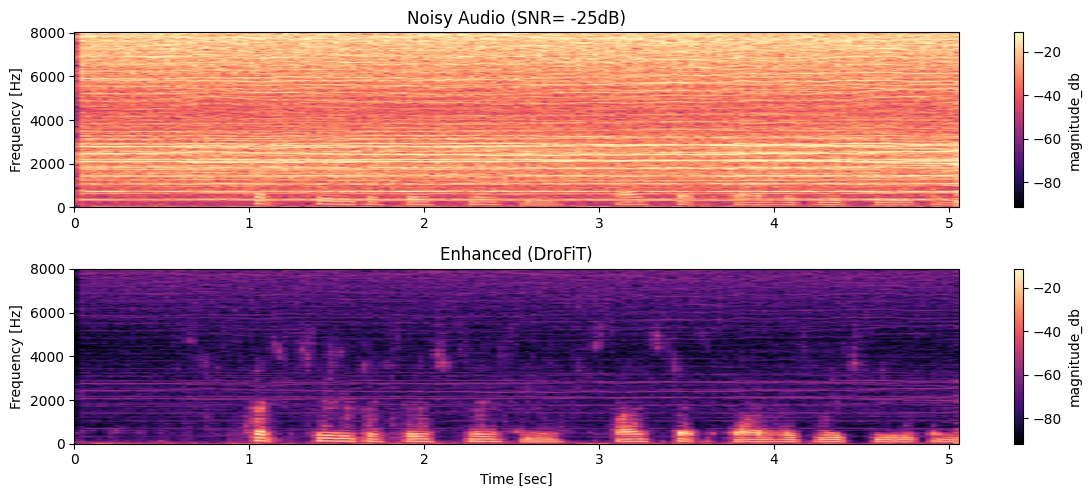 Noisy Audio (SNR= -25dB)
8000
6000
4000
2000
0
Frequency [Hz]
0 1 2 3 4 5
−20
−40
−60
−80
magnitude_db
Enhanced (DroFiT)
8000
6000
4000
2000
0
Frequency [Hz]
0 1 2 3 4 5
Time [sec]
−20
−40
−60
−80
magnitude_db